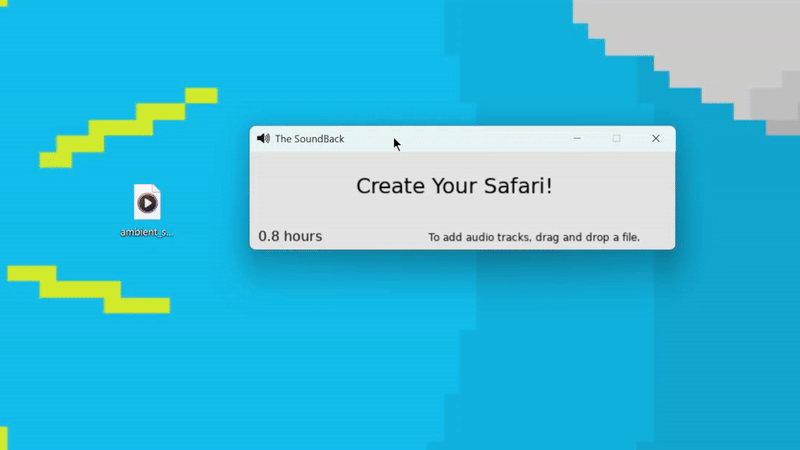 The SoundBack
Create Your Safari!
ambient_s...
0.8 hours
To add audio tracks, drag and drop a file.